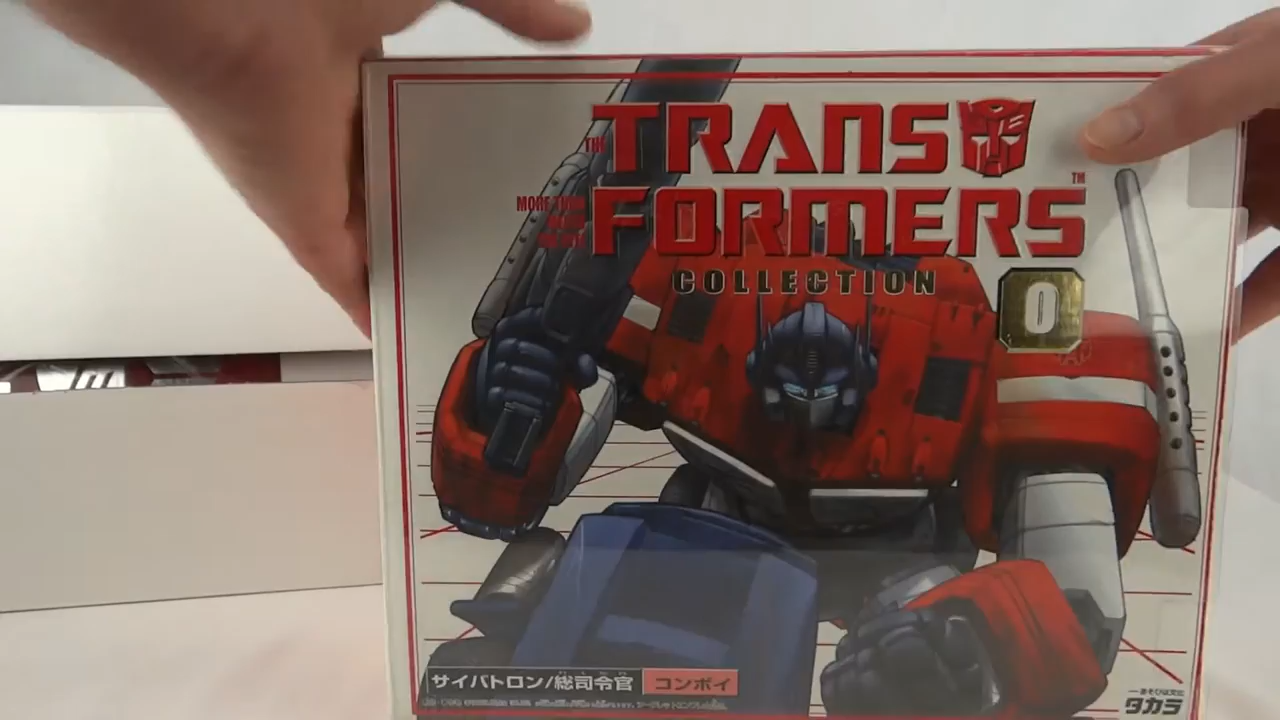 THE TRANS
FORMERS™
MORE THAN
COLLECTION 0
サイバトロン/総司令官 コンボイ
タカラ